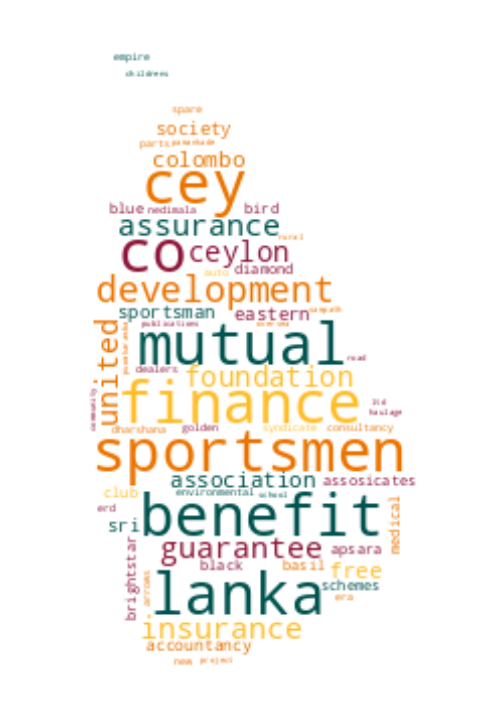 empire
childrens
spare
society
parts
colombo
cey
blue nedimala bird
assurance
rural
co ceylon
auto diamond
development
sportsman eastern
publications
united
mutual
road
dealers
foundation
finance
community
ltd
haulage
dharshana golden syndicate consultancy
sportsmen
association assosicates
club environmental school
erd
benefit
sri
medical
guarantee apsara
black basil free
brightstar
schemes
arrows
lanka
era
insurance
accountancy
new project